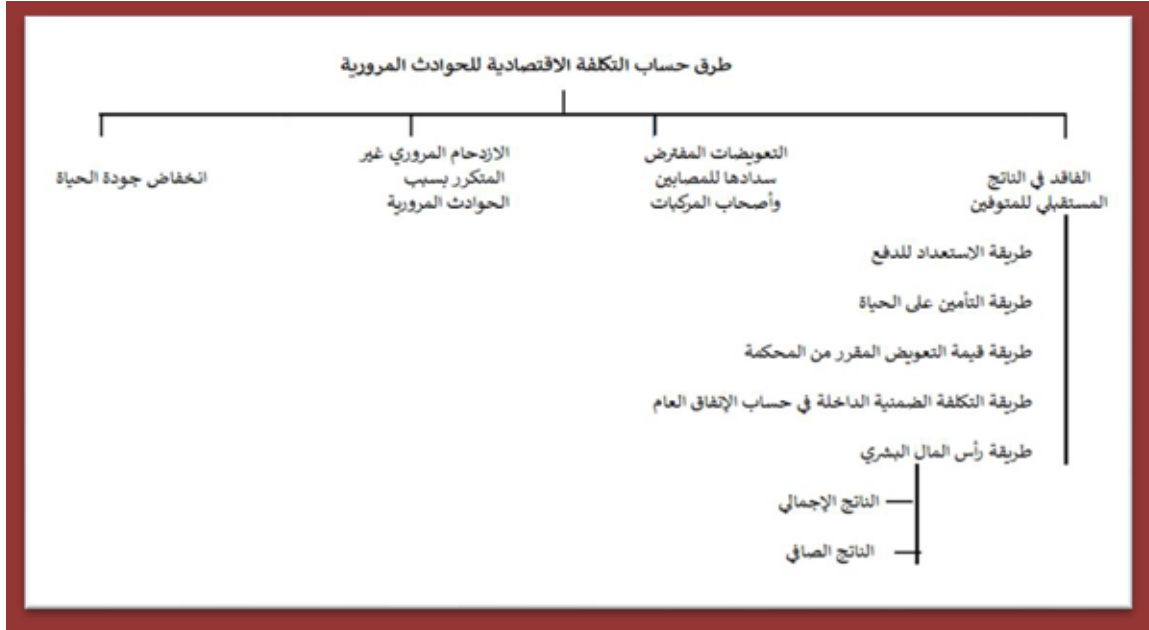 طرق حساب التكلفة الاقتصادية للحوادث المرورية
الفاقد في الناتج
المستقبلي للمتوفين
التعويضات المفترض
سدادها للمصابين
وأصحاب المركبات
الازدحام المروري غير
المتكرر بسبب
الحوادث المرورية
انخفاض جودة الحياة
طريقة الاستعداد للدفع
طريقة التأمين على الحياة
طريقة قيمة التعويض المقرر من المحكمة
طريقة التكلفة الضمنية الداخلة في حساب الإنفاق العام
طريقة رأس المال البشري
الناتج الإجمالي
الناتج الصافي